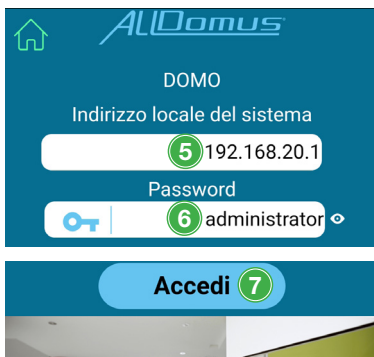 ALLDomus
DOMO
Indirizzo locale del sistema
5 192.168.20.1
Password
6 administrator
Accedi 7